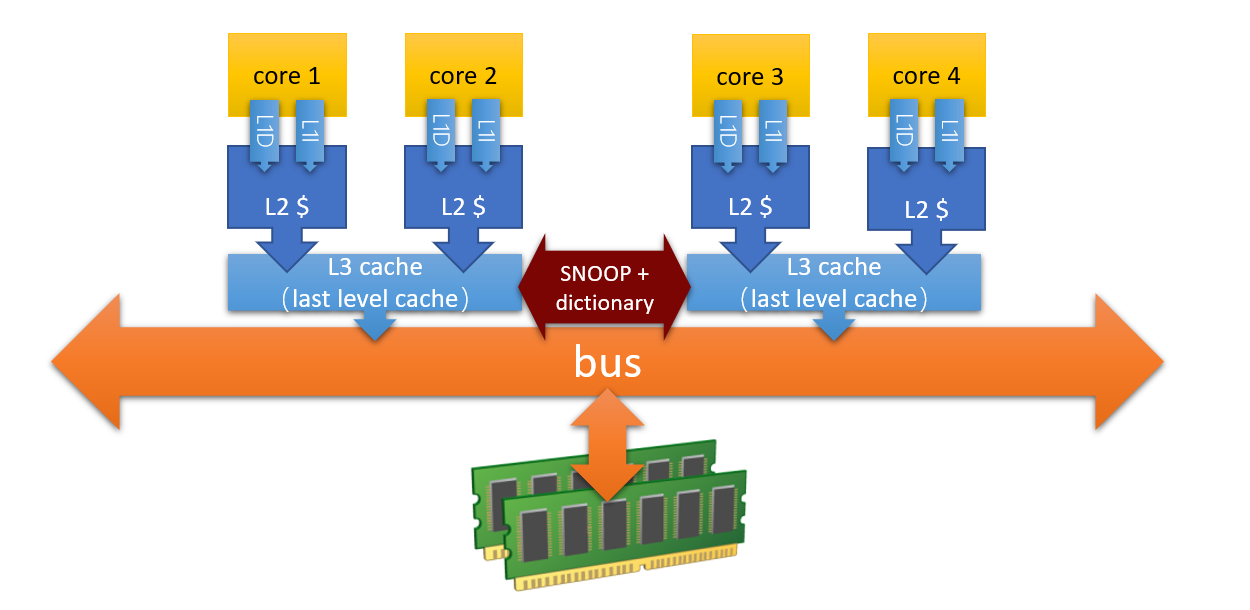 core 1
core 2
core 3
core 4
L1D
L1I
L1D
L1I
L1D
L1I
L1D
L1I
L2 $
L2 $
L2 $
L2 $
L3 cache
（last level cache）
SNOOP +
dictionary
L3 cache
（last level cache）
bus